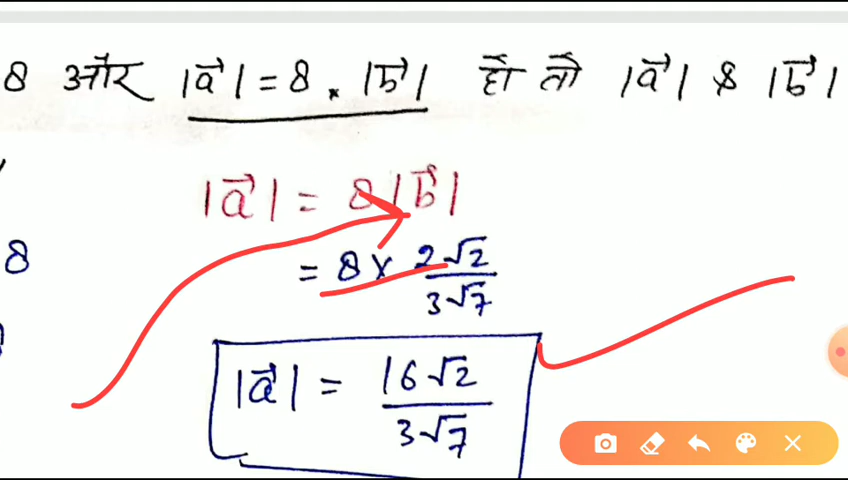 8 और |a⃗| = 8 . |b⃗| हो तो |a⃗| & |b⃗|
|a⃗| = 8|b⃗|
8
= 8 × 2√2/3√7
|a⃗| = 16√2/3√7